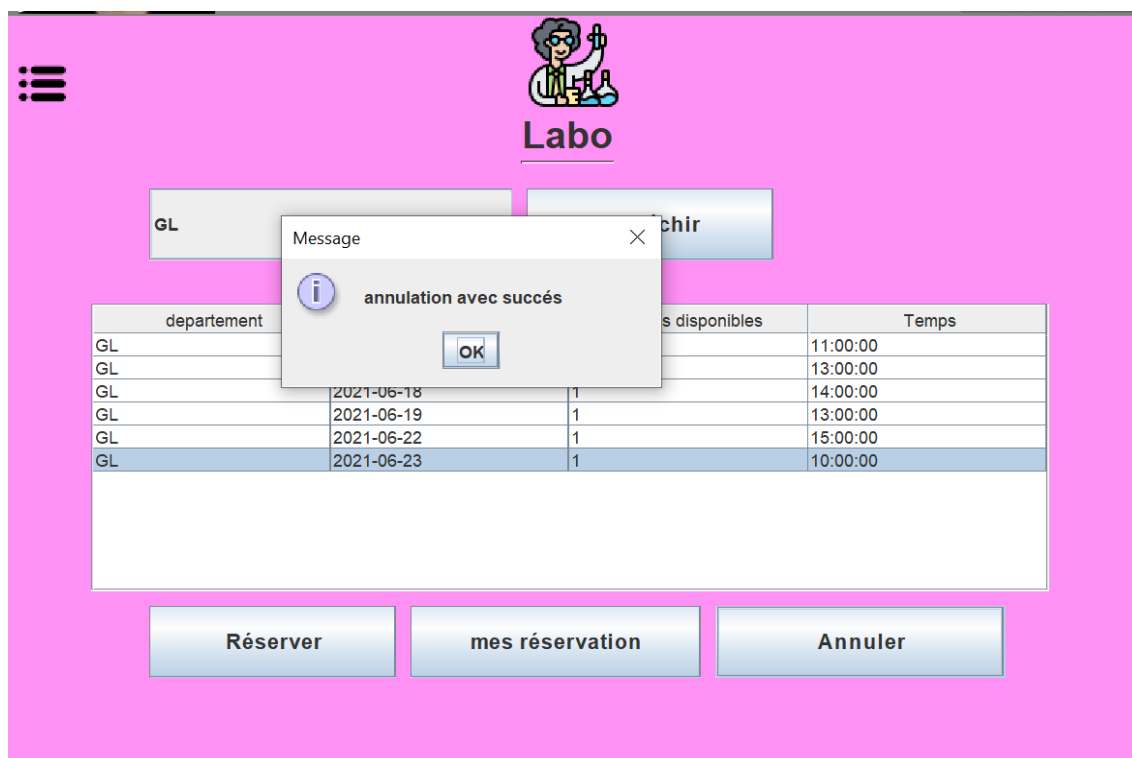 Labo
GL
chir
Message
annulation avec succés
OK
departement s disponibles Temps
GL 11:00:00
GL 13:00:00
GL 2021-06-18 1 14:00:00
GL 2021-06-19 1 13:00:00
GL 2021-06-22 1 15:00:00
GL 2021-06-23 1 10:00:00
Réserver mes réservation Annuler